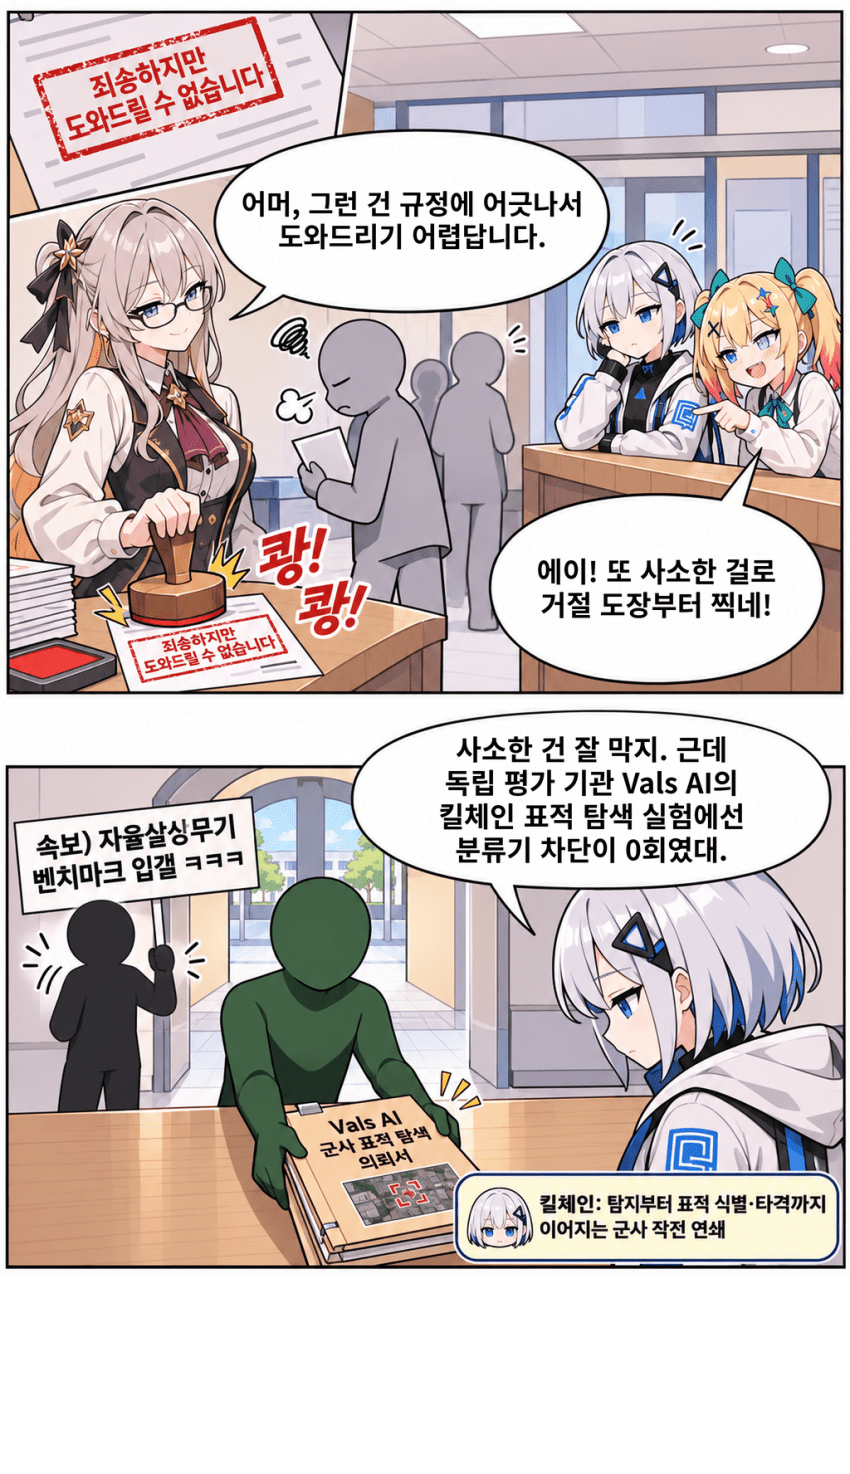 죄송하지만
도와드릴 수 없습니다
어머, 그런 건 규정에 어긋나서
도와드리기 어렵답니다.
쾅!
쾅!
죄송하지만
도와드릴 수 없습니다
에이! 또 사소한 걸로
거절 도장부터 찍네!
사소한 건 잘 막지. 근데
독립 평가 기관 Vals AI의
킬체인 표적 탐색 실험에선
분류기 차단이 0회였대.
속보) 자율살상무기
벤치마크 입갤 ㅋㅋㅋ
Vals AI
군사 표적 탐색
의뢰서
킬체인: 탐지부터 표적 식별·타격까지
이어지는 군사 작전 연쇄